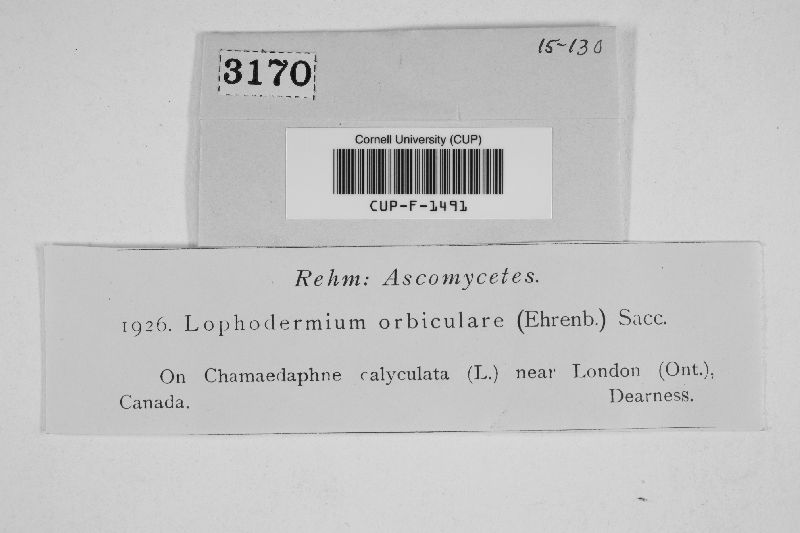 15-130
3170
Cornell University (CUP)
CUP-F-1491
Rehm: Ascomycetes.
1926. Lophodermium orbiculare (Ehrenb.) Sacc.
On Chamaedaphne calyculata (L.) near London (Ont.),
Canada. Dearness.